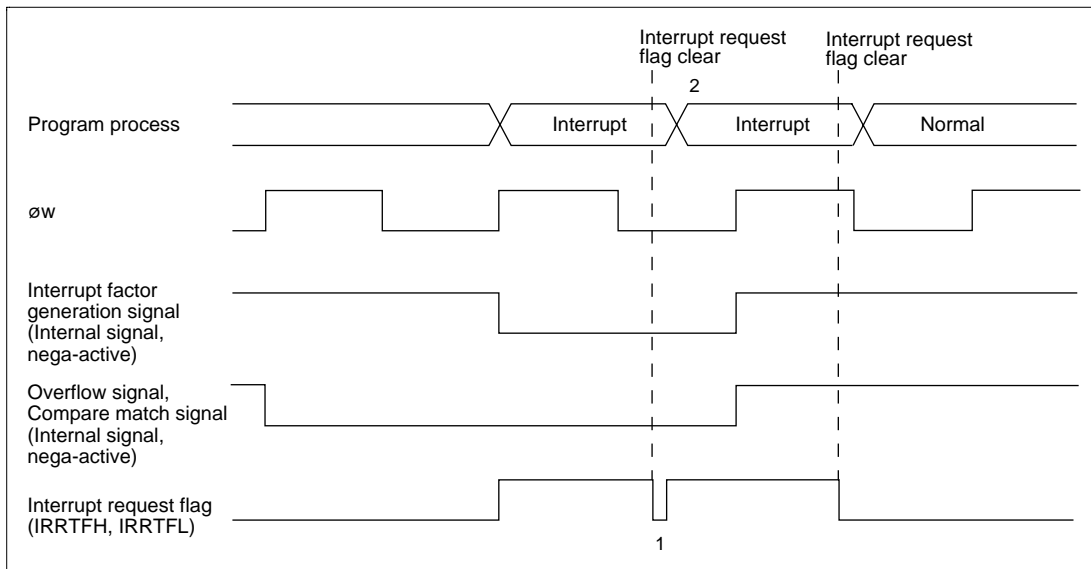 Interrupt request
flag clear
Interrupt request
flag clear
2
Program process
Interrupt
Interrupt
Normal
øw
Interrupt factor
generation signal
(Internal signal,
nega-active)
Overflow signal,
Compare match signal
(Internal signal,
nega-active)
Interrupt request flag
(IRRTFH, IRRTFL)
1